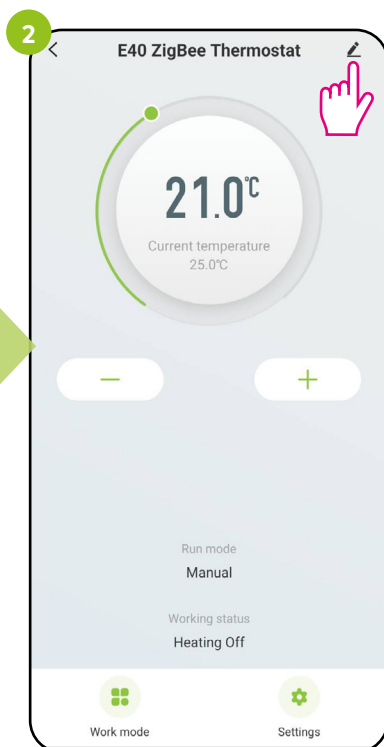 2
E40 ZigBee Thermostat
21.0°C
Current temperature
25.0°C
Run mode
Manual
Working status
Heating Off
Work mode
Settings